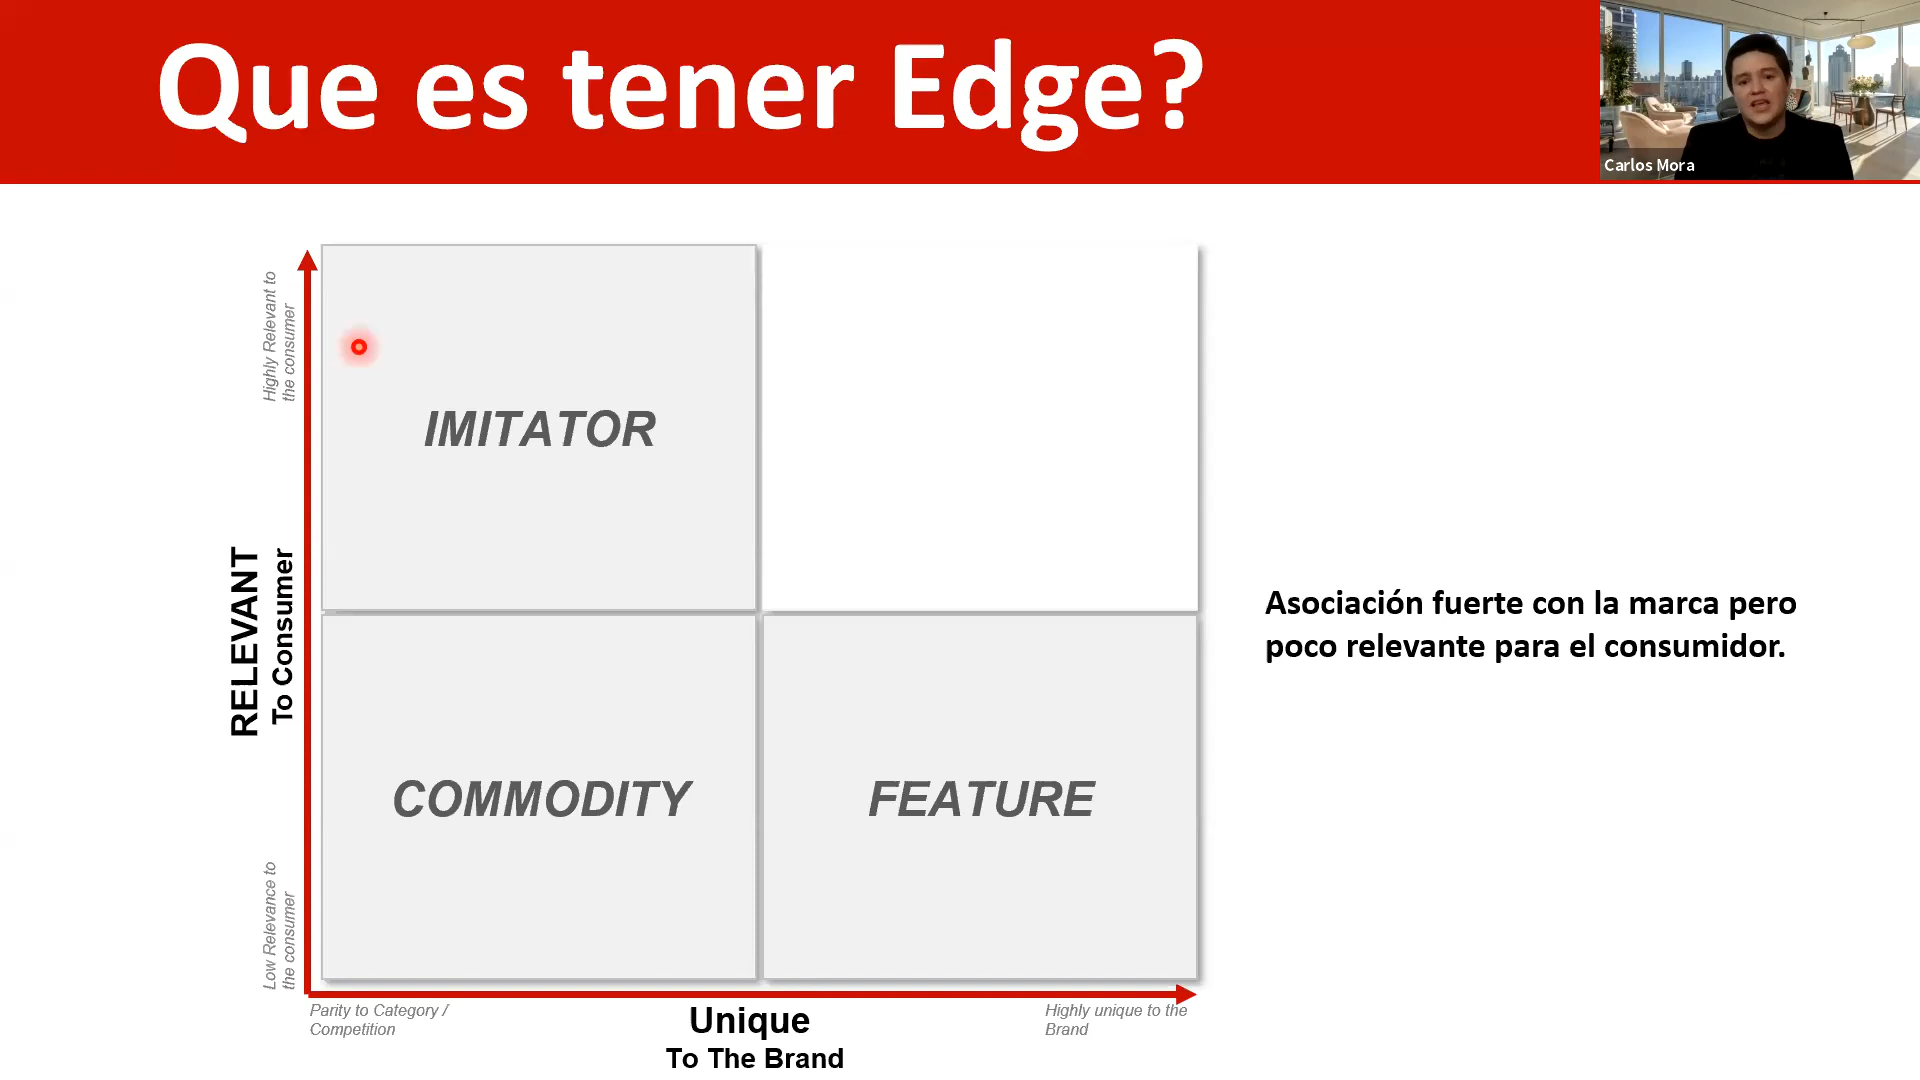 Que es tener Edge?
Carlos Mora
Highly Relevant to
the consumer
IMITATOR
RELEVANT
To Consumer
Asociación fuerte con la marca pero
poco relevante para el consumidor.
COMMODITY
FEATURE
Low Relevance to
the consumer
Parity to Category /
Competition
Unique
To The Brand
Highly unique to the
Brand